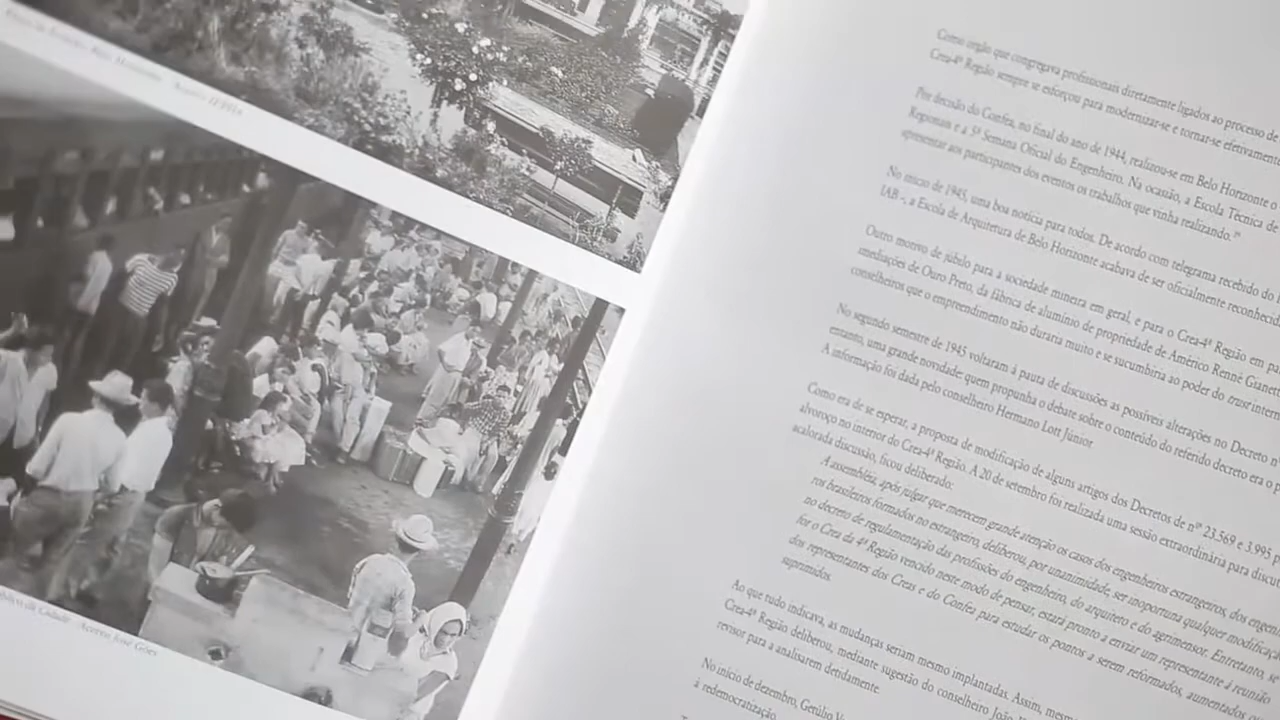 Acervo IEPHA
Acervo José Góes
Como órgão que congregava profissionais diretamente ligados ao processo de
Crea-4ª Região sempre se esforçou para modernizar-se e tornar-se efetivamente
Por decisão do Confea, no final do ano de 1944, realizou-se em Belo Horizonte o
Regionais e a 5ª Semana Oficial do Engenheiro. Na ocasião, a Escola Técnica de
apresentar aos participantes dos eventos os trabalhos que vinha realizando.
No início de 1945, uma boa notícia para todos. De acordo com telegrama recebido do
IAB -, a Escola de Arquitetura de Belo Horizonte acabava de ser oficialmente reconhecid
Outro motivo de júbilo para a sociedade mineira em geral, e para o Crea-4ª Região em pa
imediações de Ouro Preto, da fábrica de alumínio de propriedade de Américo Renné Gianet
conselheiros que o empreendimento não duraria muito e se sucumbiria ao poder do truse inter
No segundo semestre de 1945 voltaram à pauta de discussões as possíveis alterações no Decreto nº
entanto, uma grande novidade: quem propunha o debate sobre o conteúdo do referido decreto era o p
A informação foi dada pelo conselheiro Hermano Lott Júnior.
Como era de se esperar, a proposta de modificação de alguns artigos dos Decretos de nº 23.569 e 3.995 p
alvoroço no interior do Crea-4ª Região. A 20 de setembro foi realizada uma sessão extraordinária para discu
acalorada discussão, ficou deliberado:
A assembléia, após julgar que merecem grande atenção os casos dos engenheiros estrangeiros, dos engen
ros brasileiros formados no estrangeiro, deliberou, por unanimidade, ser inoportuna qualquer modificaçã
no decreto de regulamentação das profissões do engenheiro, do arquiteto e do agrimensor. Entretanto, se
for o Crea da 4ª Região vencido neste modo de pensar, estará pronto a enviar um representante à reunião
dos representantes dos Creas e do Confea para estudar os pontos a serem reformados, aumentados ou
suprimidos.
Ao que tudo indicava, as mudanças seriam mesmo implantadas. Assim, mesm
Crea-4ª Região deliberou, mediante sugestão do conselheiro João
revisor para a analisarem detidamente.
No início de dezembro, Getúlio V
à redemocratização.